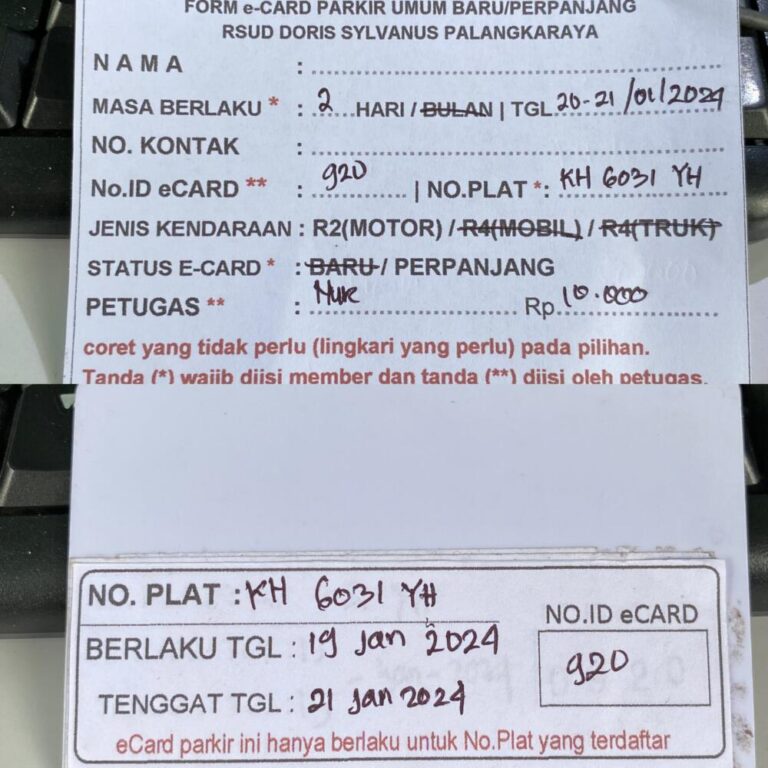 FORM e-CARD PARKIR UMUM BARU/PERPANJANG
RSUD DORIS SYLVANUS PALANGKARAYA
NAMA :
MASA BERLAKU * : 2 HARI / BULAN | TGL. 20-21/01/2024
NO. KONTAK :
No.ID eCARD ** : 920 | NO.PLAT *: KH 6031 YH
JENIS KENDARAAN : R2(MOTOR) / R4(MOBIL) / R4(TRUK)
STATUS E-CARD * : BARU / PERPANJANG
PETUGAS ** : Rp. 10.000
coret yang tidak perlu (lingkari yang perlu) pada pilihan.
Tanda (*) wajib diisi member dan tanda (**) diisi oleh petugas.
NO. PLAT : KH 6031 YH
BERLAKU TGL : 19 Jan 2024
TENGGAT TGL : 21 Jan 2024
NO.ID eCARD
920
eCard parkir ini hanya berlaku untuk No.Plat yang terdaftar